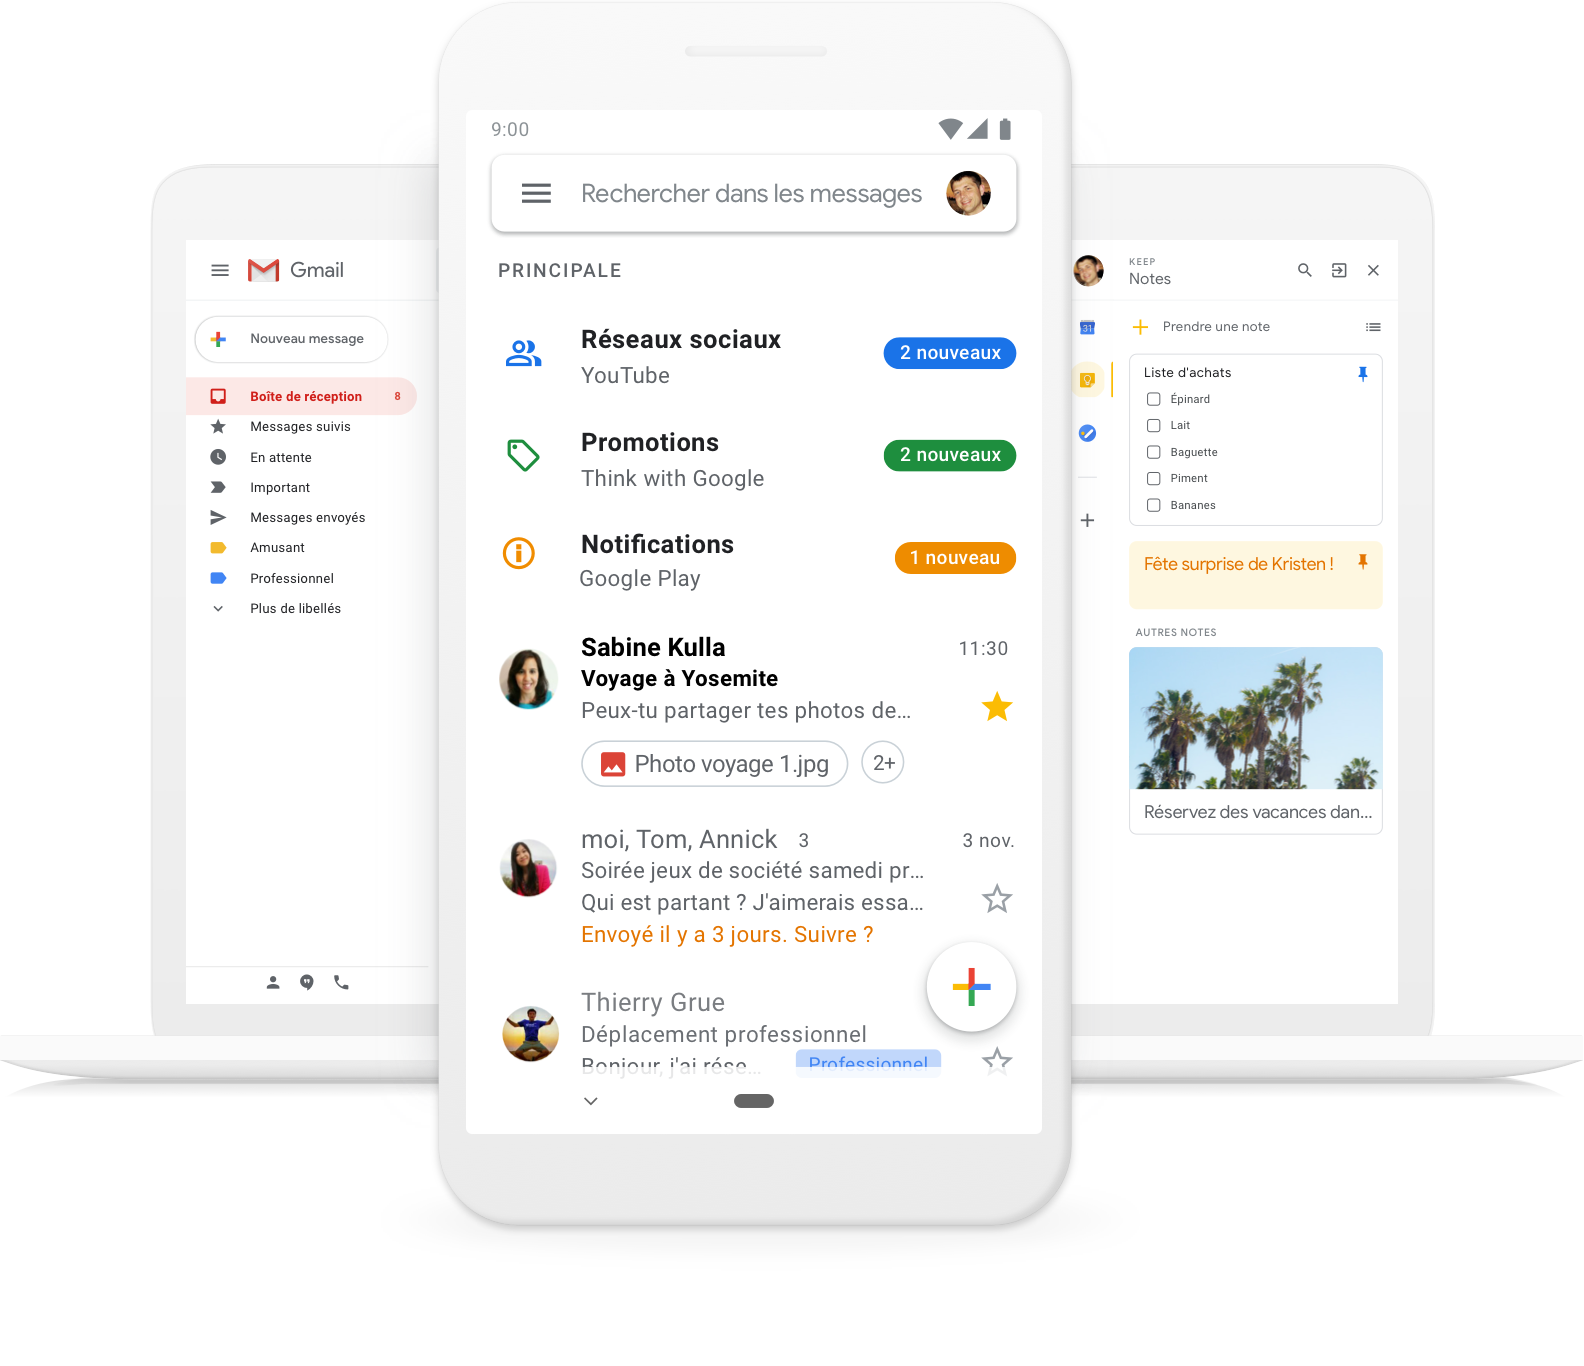 Gmail
Nouveau message
Boîte de réception 8
Messages suivis
En attente
Important
Messages envoyés
Amusant
Professionnel
Plus de libellés
9:00
Rechercher dans les messages
PRINCIPALE
Réseaux sociaux
YouTube
2 nouveaux
Promotions
Think with Google
2 nouveaux
Notifications
Google Play
1 nouveau
Sabine Kulla 11:30
Voyage à Yosemite
Peux-tu partager tes photos de...
Photo voyage 1.jpg 2+
moi, Tom, Annick 3 3 nov.
Soirée jeux de société samedi pr...
Qui est partant ? J'aimerais essa...
Envoyé il y a 3 jours. Suivre ?
Thierry Grue
Déplacement professionnel
Bonjour, j'ai rése... Professionnel
KEEP
Notes
31
Prendre une note
Liste d'achats
Épinard
Lait
Baguette
Piment
Bananes
Fête surprise de Kristen !
AUTRES NOTES
Réservez des vacances dan...